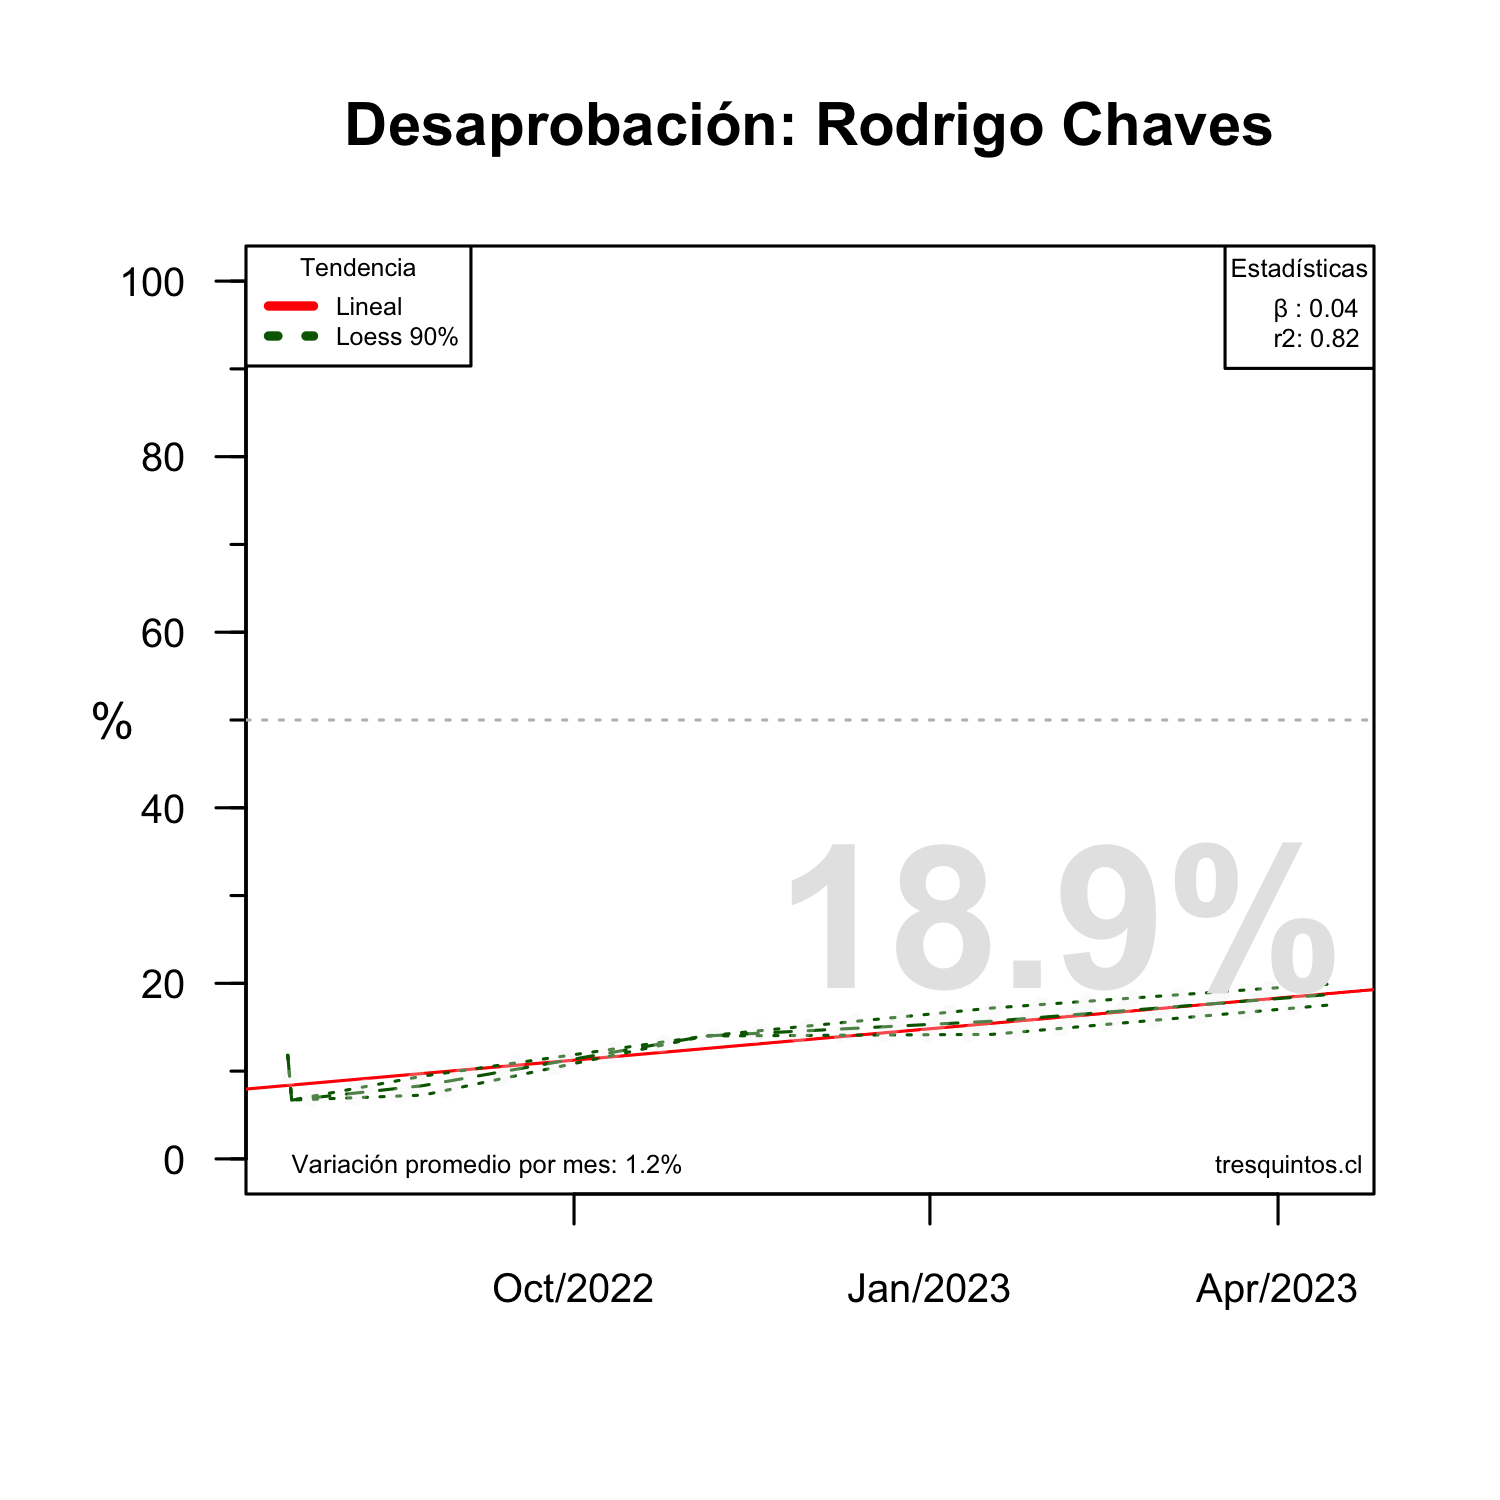 Desaprobación: Rodrigo Chaves
Tendencia
Lineal
Loess 90%
Estadísticas
β : 0.04
r2: 0.82
100
80
60
%
40
20
0
18.9%
Variación promedio por mes: 1.2%
tresquintos.cl
Oct/2022
Jan/2023
Apr/2023